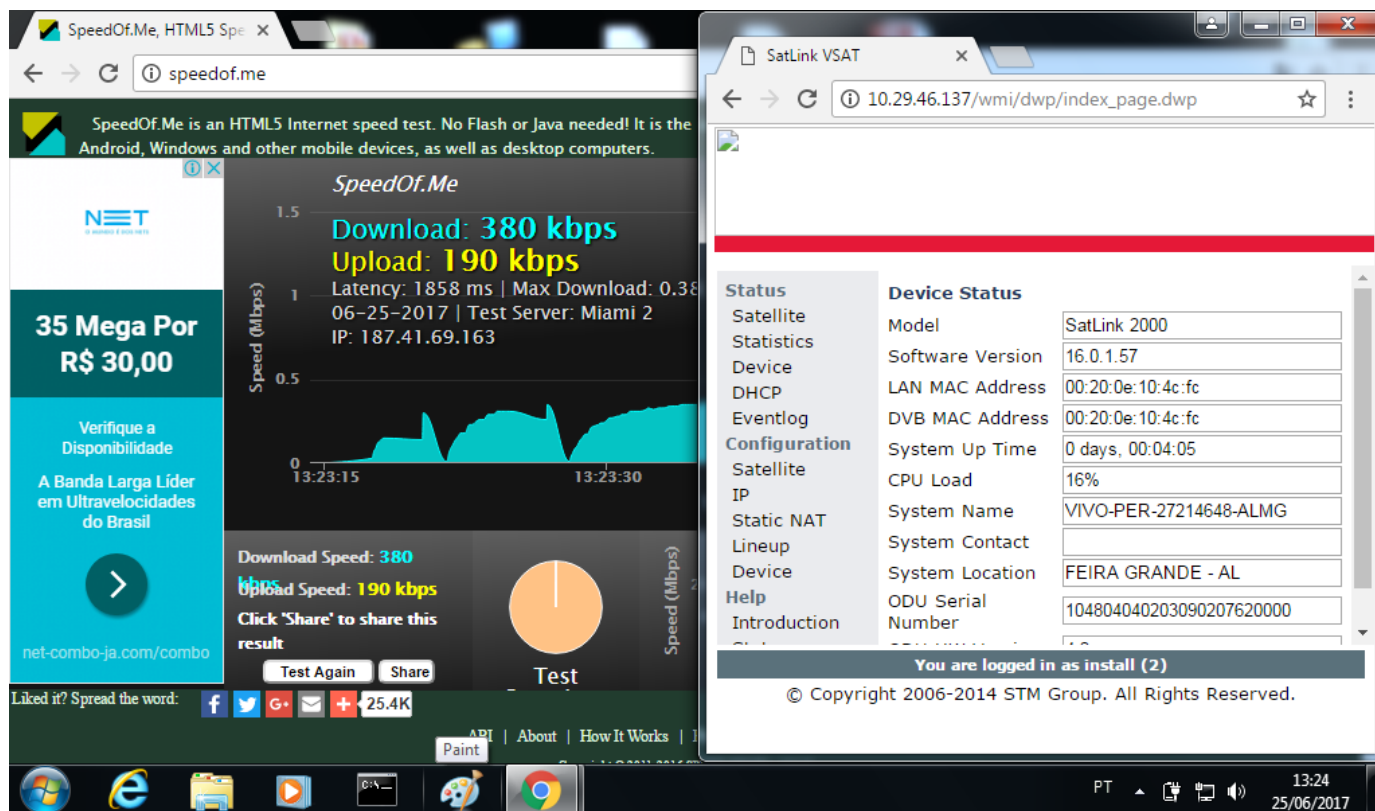 SpeedOf.Me, HTML5 Spe
speedof.me
SpeedOf.Me is an HTML5 Internet speed test. No Flash or Java needed! It is the
Android, Windows and other mobile devices, as well as desktop computers.
NET
35 Mega Por
R$ 30,00
Verifique a
Disponibilidade
A Banda Larga Líder
em Ultravelocidades
do Brasil
net-combo-ja.com/combo
SpeedOf.Me
Download: 380 kbps
Upload: 190 kbps
Latency: 1858 ms | Max Download: 0.38
06-25-2017 | Test Server: Miami 2
IP: 187.41.69.163
Speed (Mbps)
1.5
1
0.5
0
13:23:15
13:23:30
Download Speed: 380
kbps
Upload Speed: 190 kbps
Click 'Share' to share this
result
Test Again
Share
Test
Speed (Mbps)
2
Liked it? Spread the word:
f
G+
25.4K
API | About | How It Works |
Paint
SatLink VSAT
10.29.46.137/wmi/dwp/index_page.dwp
Status
Satellite
Statistics
Device
DHCP
Eventlog
Configuration
Satellite
IP
Static NAT
Lineup
Device
Help
Introduction
Device Status
Model SatLink 2000
Software Version 16.0.1.57
LAN MAC Address 00:20:0e:10:4c:fc
DVB MAC Address 00:20:0e:10:4c:fc
System Up Time 0 days, 00:04:05
CPU Load 16%
System Name VIVO-PER-27214648-ALMG
System Contact
System Location FEIRA GRANDE - AL
ODU Serial
Number 104804040203090207620000
You are logged in as install (2)
© Copyright 2006-2014 STM Group. All Rights Reserved.
C:\
PT
13:24
25/06/2017